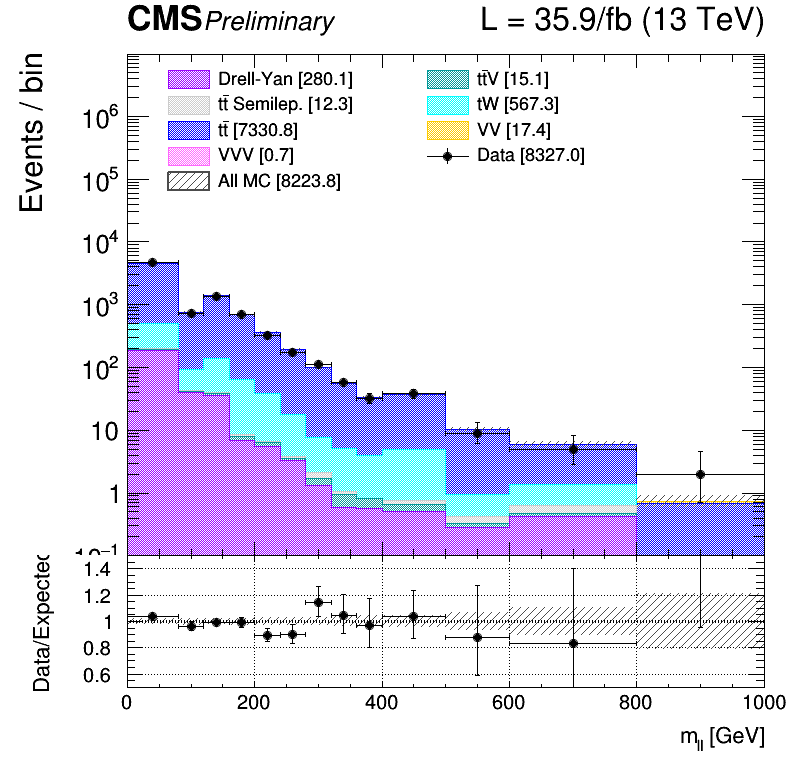 CMS Preliminary L = 35.9/fb (13 TeV)
Events / bin
Drell-Yan [280.1] tt̄V [15.1]
tt̄ Semilep. [12.3] tW [567.3]
tt̄ [7330.8] VV [17.4]
VVV [0.7] Data [8327.0]
All MC [8223.8]
10⁶
10⁵
10⁴
10³
10²
10
1
10⁻¹
Data/Expected
1.4
1.2
1
0.8
0.6
0 200 400 600 800 1000
m_ll [GeV]